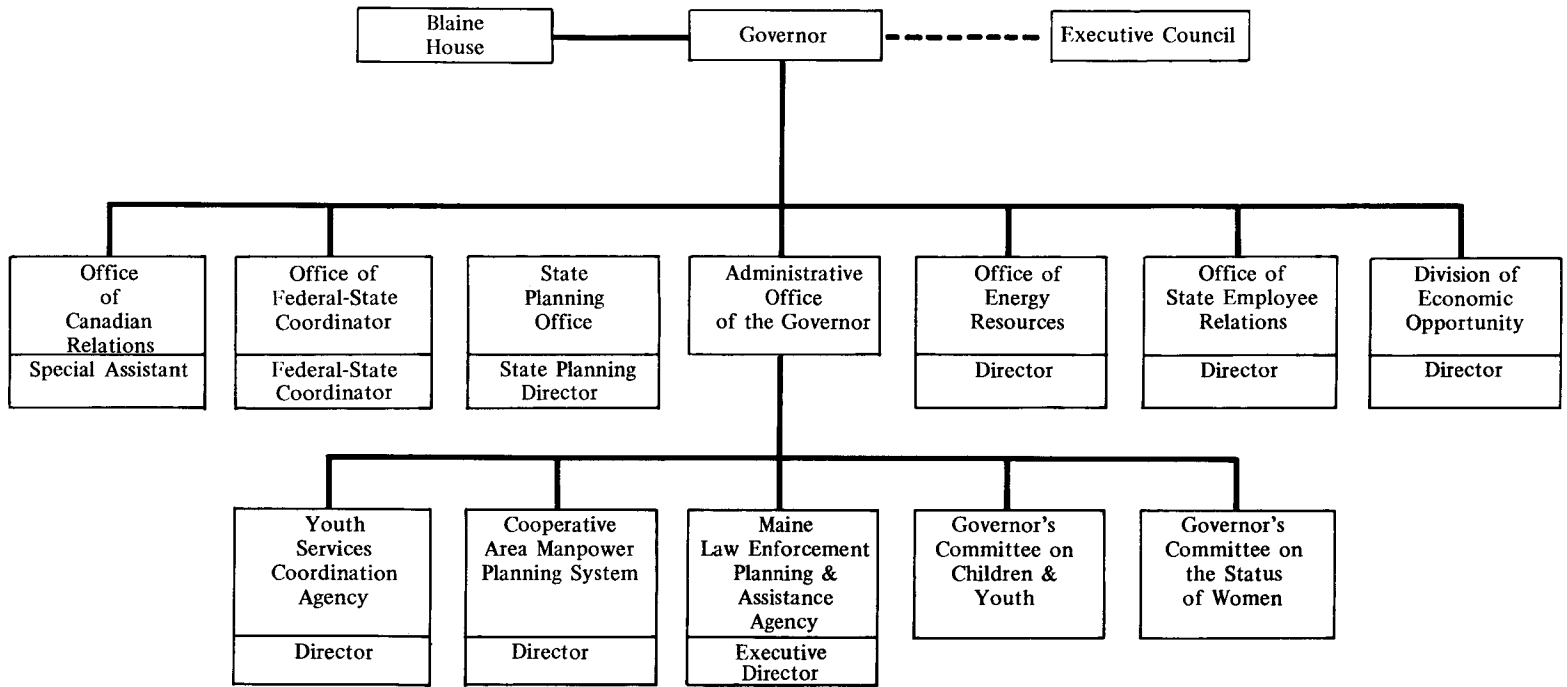 Blaine
House
Governor
Executive Council
Office
of
Canadian
Relations
Special Assistant
Office of
Federal-State
Coordinator
Federal-State
Coordinator
State
Planning
Office
State Planning
Director
Administrative
Office
of the Governor
Office of
Energy
Resources
Director
Office of
State Employee
Relations
Director
Division of
Economic
Opportunity
Director
Youth
Services
Coordination
Agency
Director
Cooperative
Area Manpower
Planning System
Director
Maine
Law Enforcement
Planning &
Assistance
Agency
Executive
Director
Governor's
Committee on
Children &
Youth
Governor's
Committee on
the Status
of Women